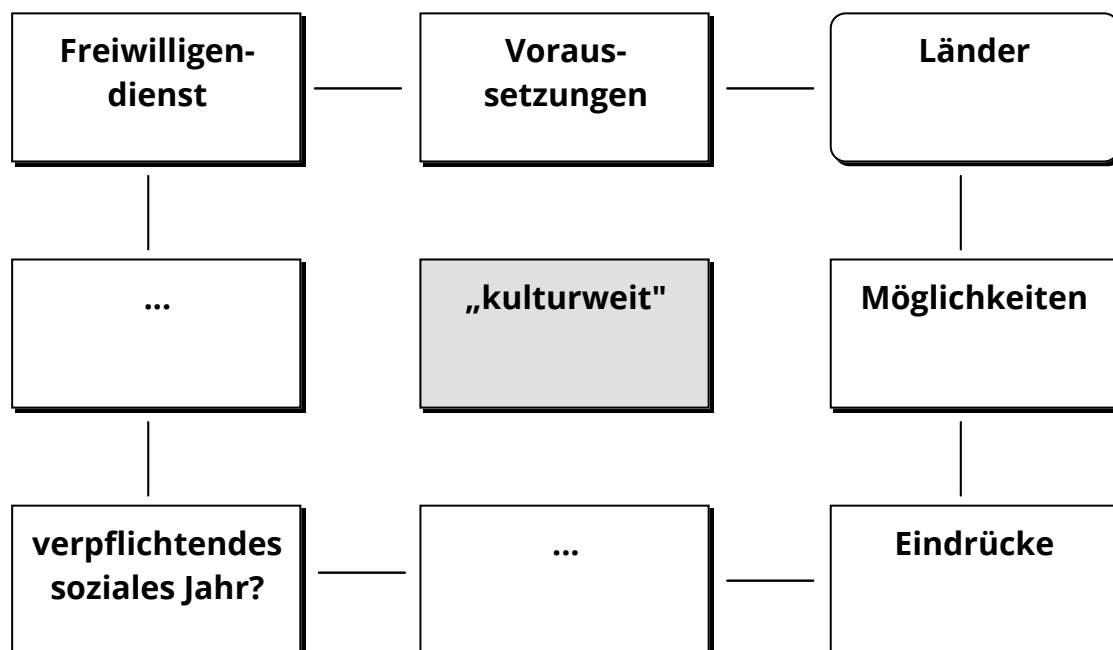 Freiwilligen-
dienst
Voraus-
setzungen
Länder
...
„kulturweit"
Möglichkeiten
verpflichtendes
soziales Jahr?
...
Eindrücke